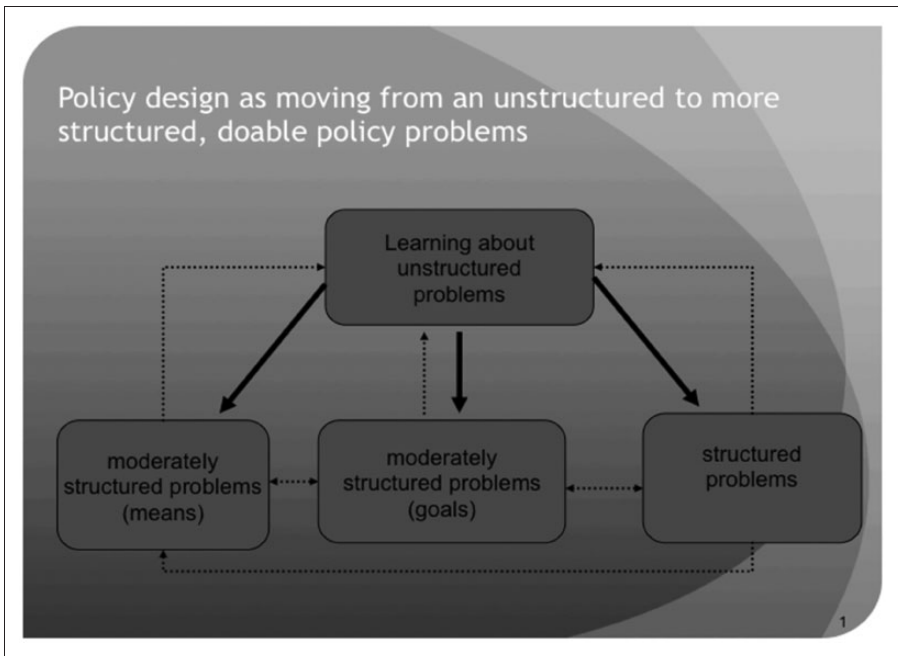 Policy design as moving from an unstructured to more
structured, doable policy problems
Learning about
unstructured
problems
moderately
structured problems
(means)
moderately
structured problems
(goals)
structured
problems
1